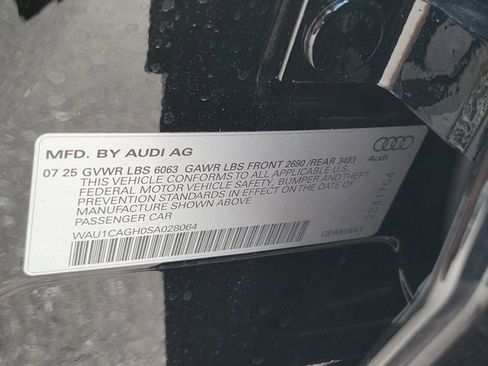 MFD. BY AUDI AG
07 25 GVWR LBS 6063 GAWR LBS FRONT 2690 /REAR 3483
THIS VEHICLE CONFORMS TO ALL APPLICABLE U.S.
FEDERAL MOTOR VEHICLE SAFETY, BUMPER AND THEFT
PREVENTION STANDARDS IN EFFECT ON THE DATE OF
MANUFACTURE SHOWN ABOVE
PASSENGER CAR
WAU1CAGH0SA028064
Audi
GERMANY